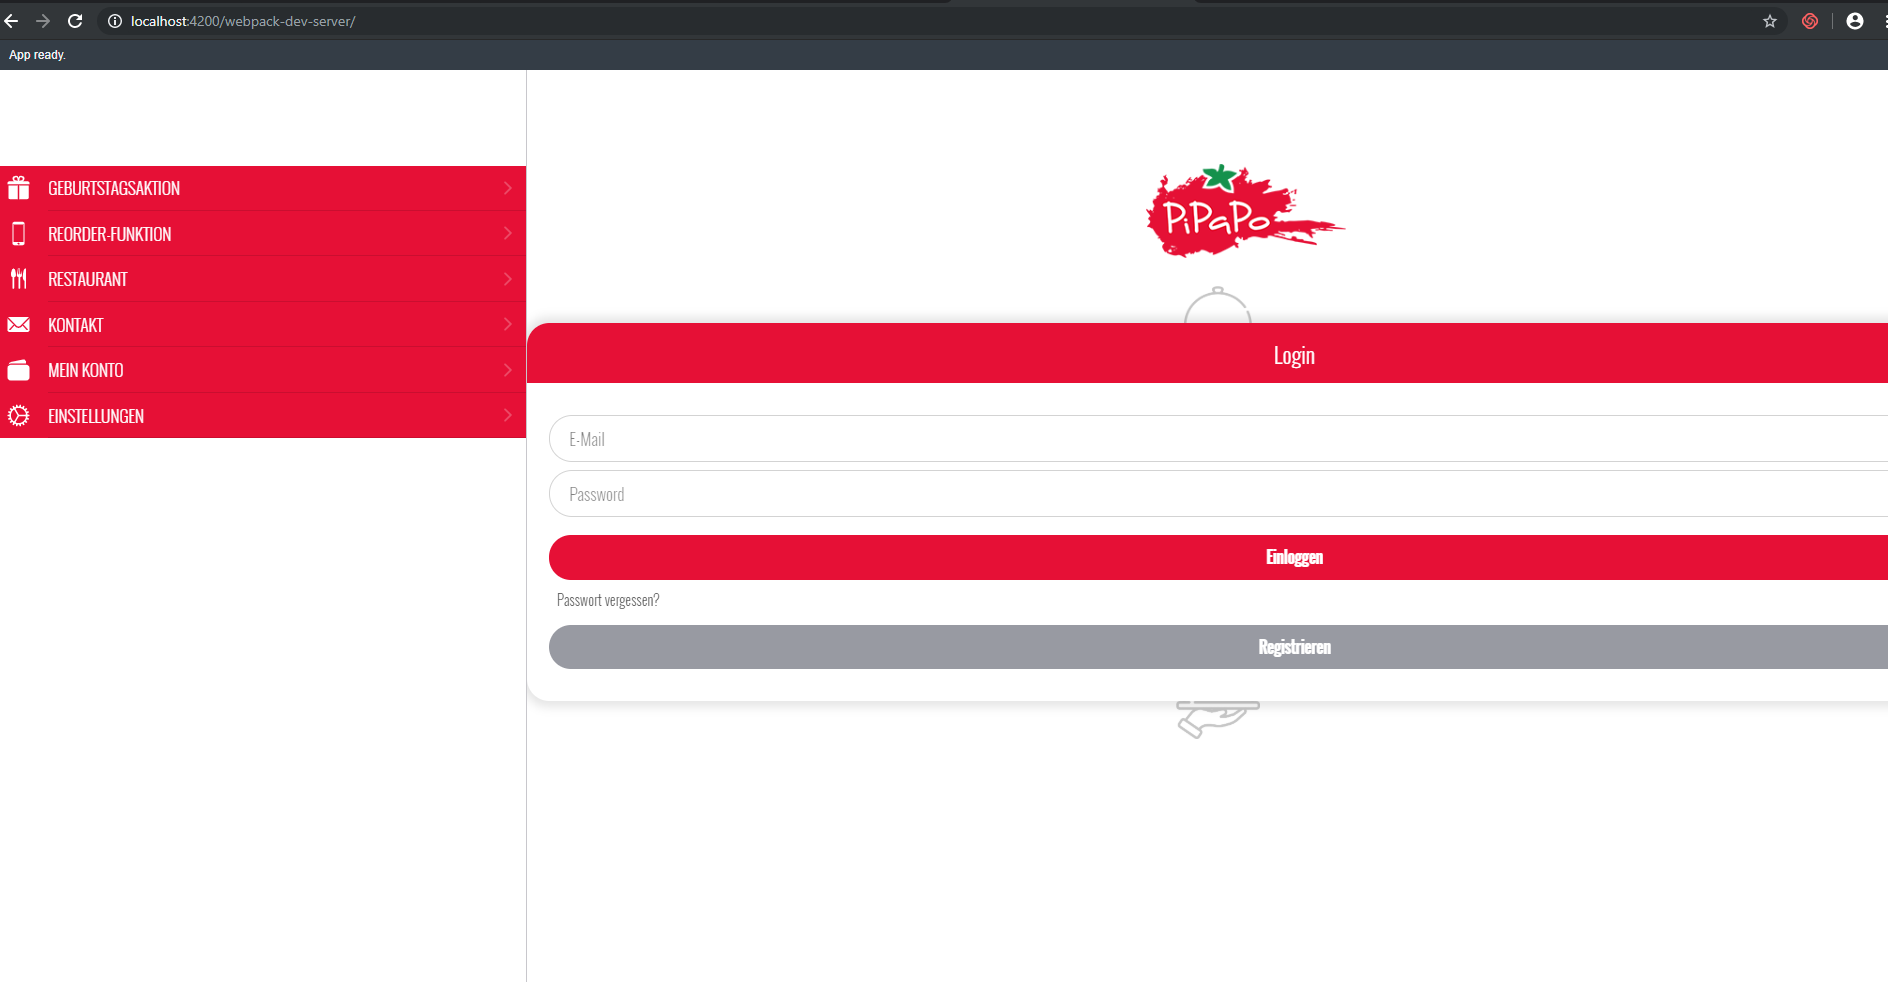 localhost:4200/webpack-dev-server/
App ready.
GEBURTSTAGSAKTION
REORDER-FUNKTION
RESTAURANT
KONTAKT
MEIN KONTO
EINSTELLUNGEN
PiPaPo
Login
E-Mail
Password
Einloggen
Passwort vergessen?
Registrieren